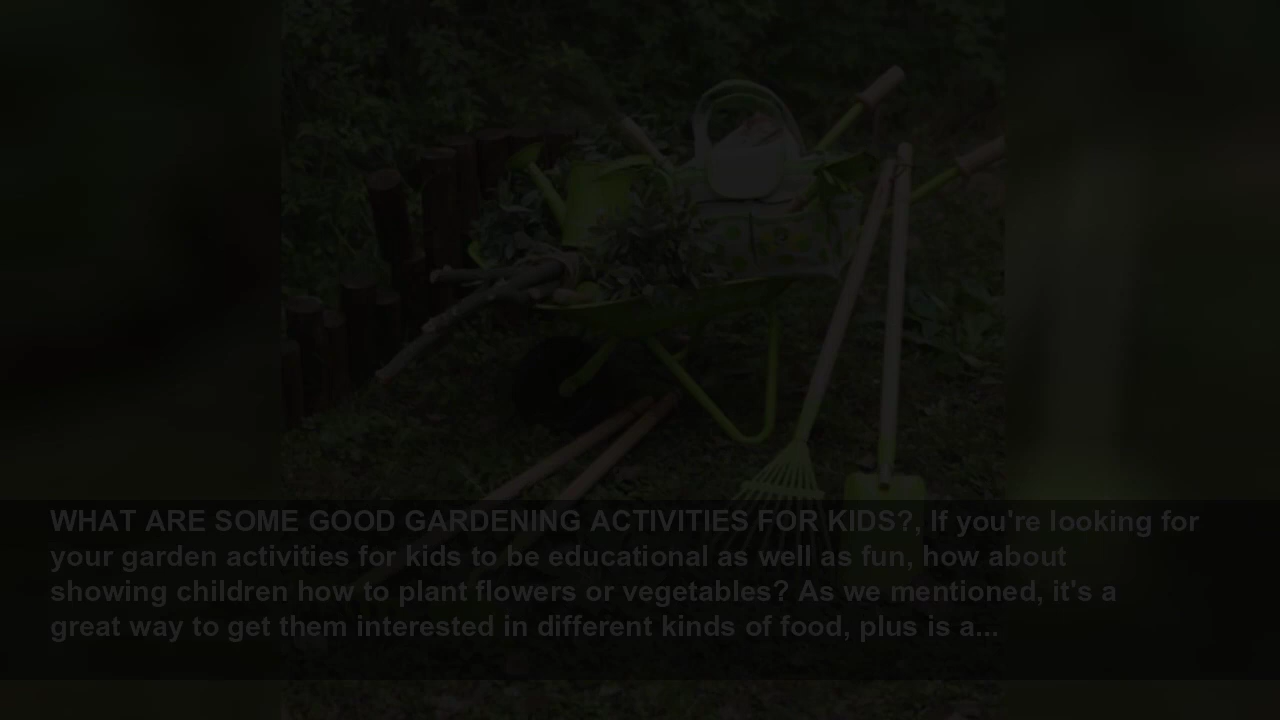 WHAT ARE SOME GOOD GARDENING ACTIVITIES FOR KIDS?, If you're looking for
your garden activities for kids to be educational as well as fun, how about
showing children how to plant flowers or vegetables? As we mentioned, it's a
great way to get them interested in different kinds of food, plus is a...